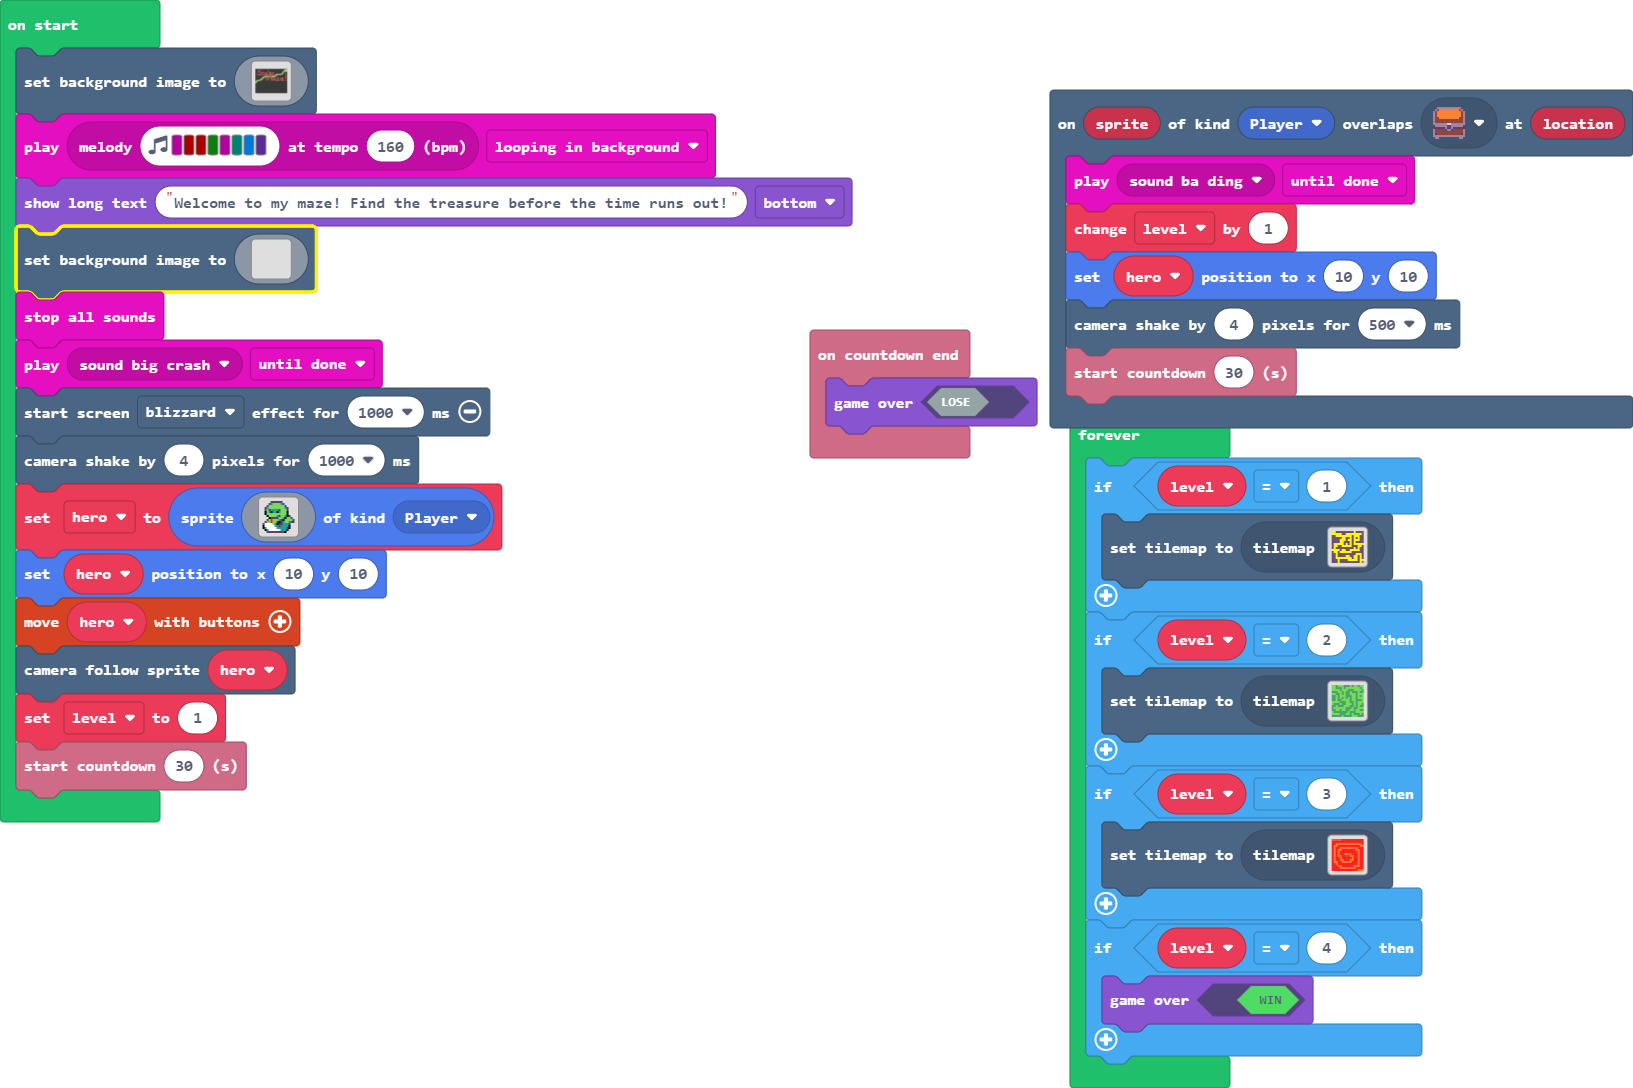 on start
set background image to
play melody at tempo 160 (bpm) looping in background
show long text "Welcome to my maze! Find the treasure before the time runs out!" bottom
set background image to
stop all sounds
play sound big crash until done
start screen blizzard effect for 1000 ms
camera shake by 4 pixels for 1000 ms
set hero to sprite of kind Player
set hero position to x 10 y 10
move hero with buttons
camera follow sprite hero
set level to 1
start countdown 30 (s)
on countdown end
game over LOSE
on sprite of kind Player overlaps at location
play sound ba ding until done
change level by 1
set hero position to x 10 y 10
camera shake by 4 pixels for 500 ms
start countdown 30 (s)
forever
if level = 1 then
set tilemap to tilemap
if level = 2 then
set tilemap to tilemap
if level = 3 then
set tilemap to tilemap
if level = 4 then
game over WIN